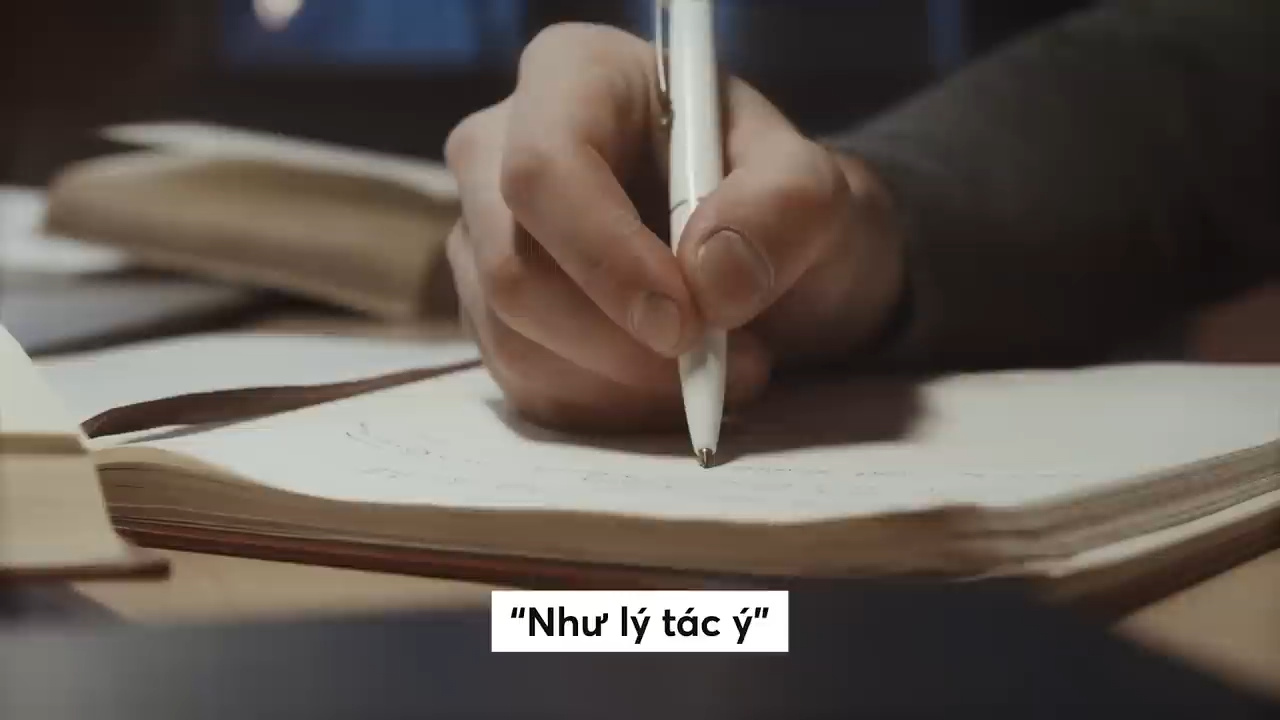 “Như lý tác ý”